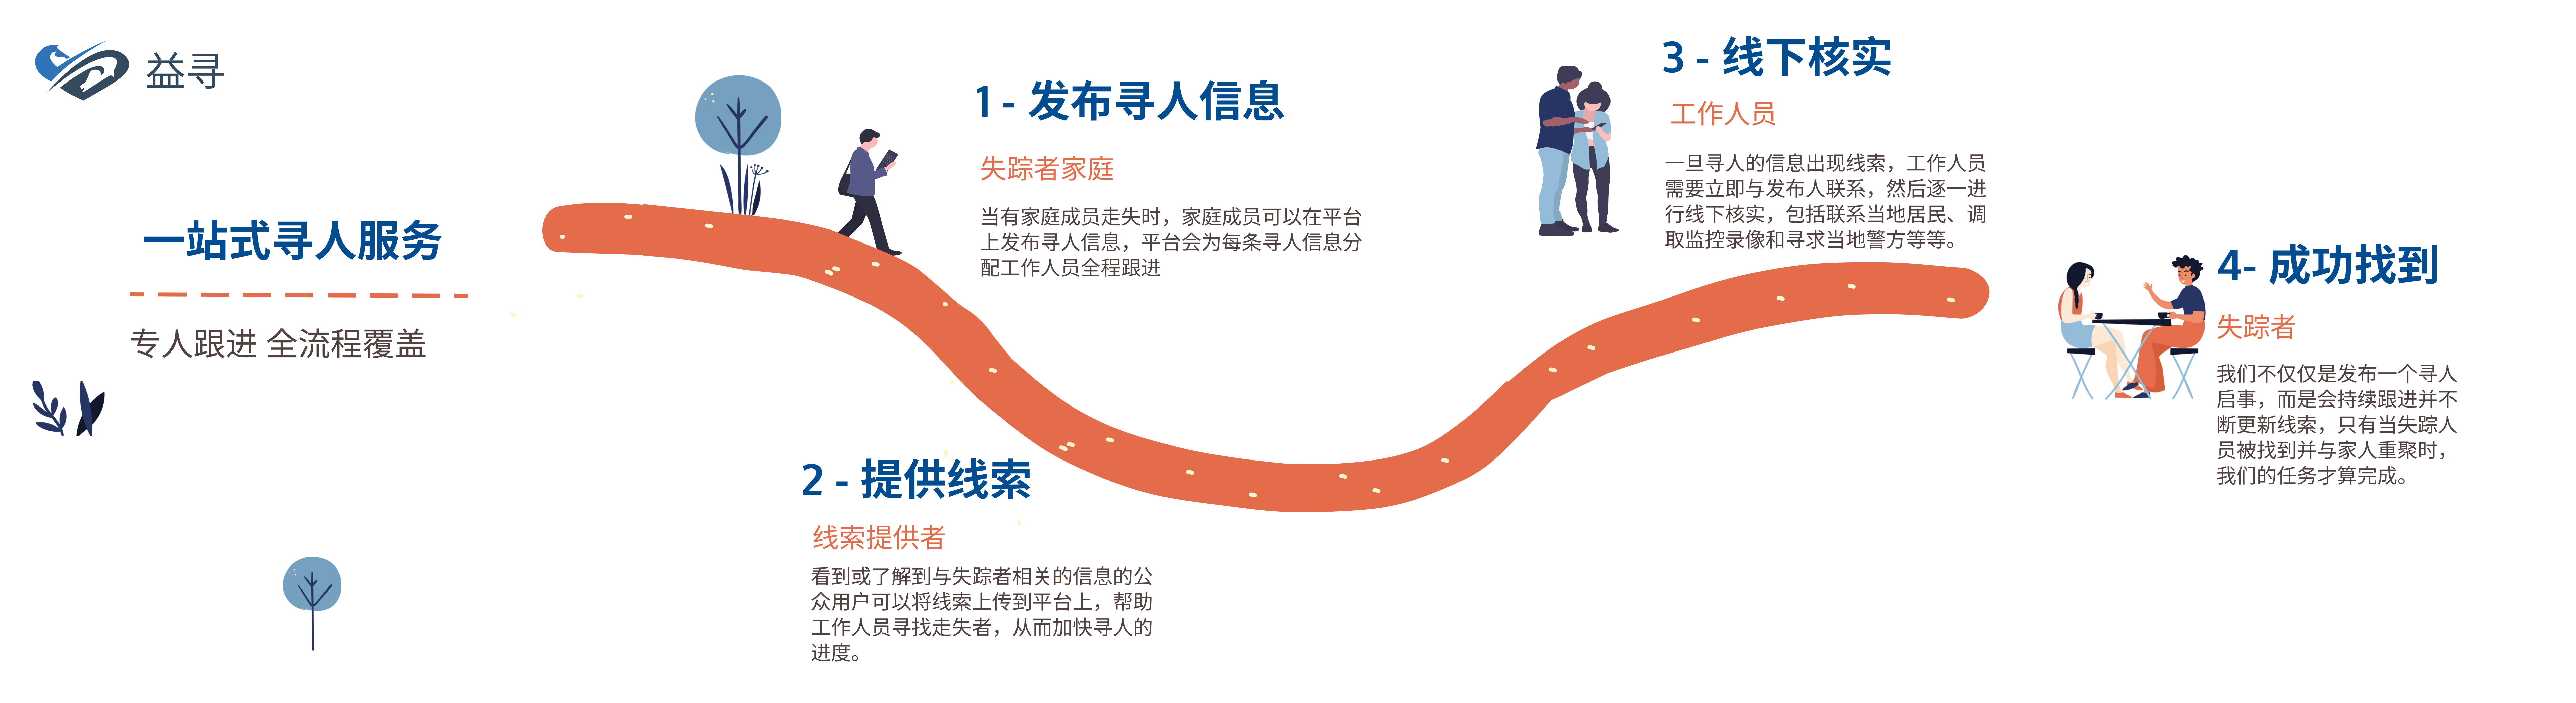 益寻
一站式寻人服务
专人跟进 全流程覆盖
1 - 发布寻人信息
失踪者家庭
当有家庭成员走失时，家庭成员可以在平台
上发布寻人信息，平台会为每条寻人信息分
配工作人员全程跟进
2 - 提供线索
线索提供者
看到或了解到与失踪者相关的信息的公
众用户可以将线索上传到平台上，帮助
工作人员寻找走失者，从而加快寻人的
进度。
3 - 线下核实
工作人员
一旦寻人的信息出现线索，工作人员
需要立即与发布人联系，然后逐一进
行线下核实，包括联系当地居民、调
取监控录像和寻求当地警方等等。
4- 成功找到
失踪者
我们不仅仅是发布一个寻人
启事，而是会持续跟进并不
断更新线索，只有当失踪人
员被找到并与家人重聚时，
我们的任务才算完成。